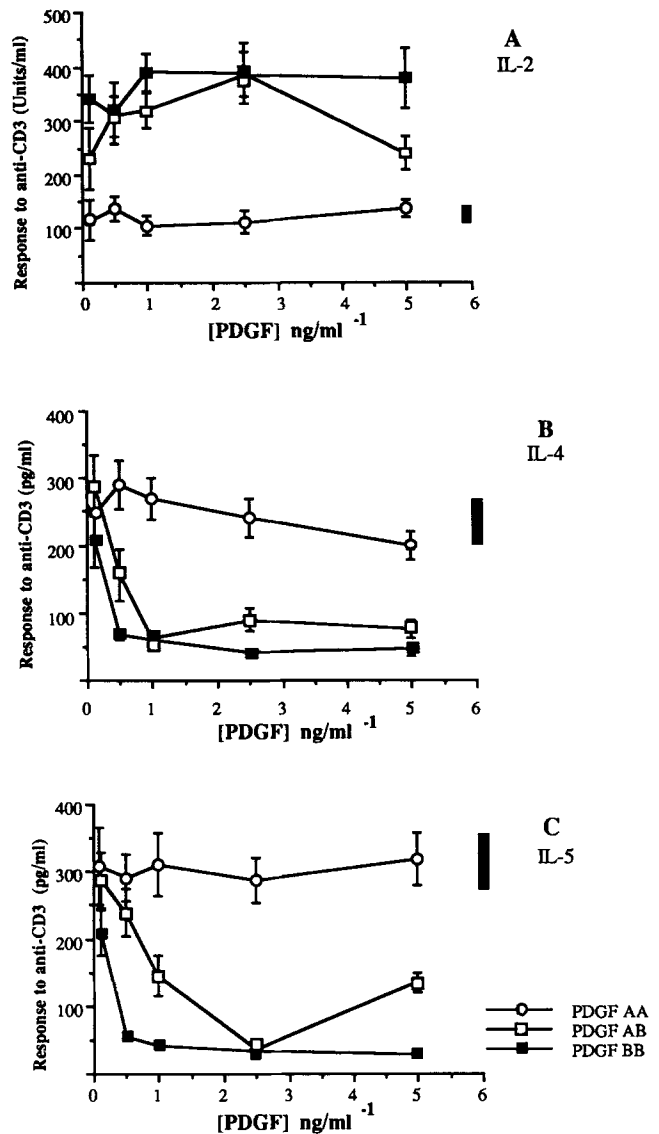 A
IL-2
Response to anti-CD3 (Units/ml)
500
400
300
200
100
0 1 2 3 4 5 6
[PDGF] ng/ml -1
B
IL-4
Response to anti-CD3 (pg/ml)
400
300
200
100
0 1 2 3 4 5 6
[PDGF] ng/ml -1
C
IL-5
Response to anti-CD3 (pg/ml)
400
300
200
100
0 1 2 3 4 5 6
[PDGF] ng/ml -1
PDGF AA
PDGF AB
PDGF BB